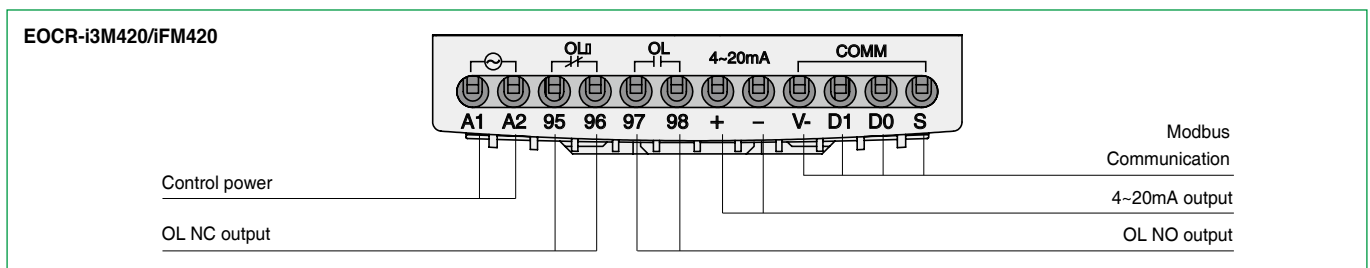 EOCR-i3M420/iFM420
OL OL 4~20mA COMM
A1 A2 95 96 97 98 + − V- D1 D0 S
Modbus
Communication
Control power
4~20mA output
OL NC output
OL NO output